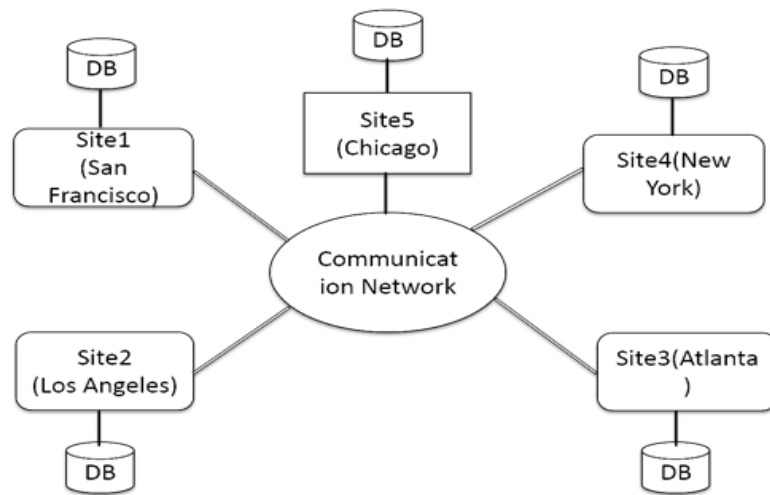 DB
Site1
(San
Francisco)
DB
Site5
(Chicago)
DB
Site4(New
York)
Communicat
ion Network
Site2
(Los Angeles)
DB
Site3(Atlanta
)
DB